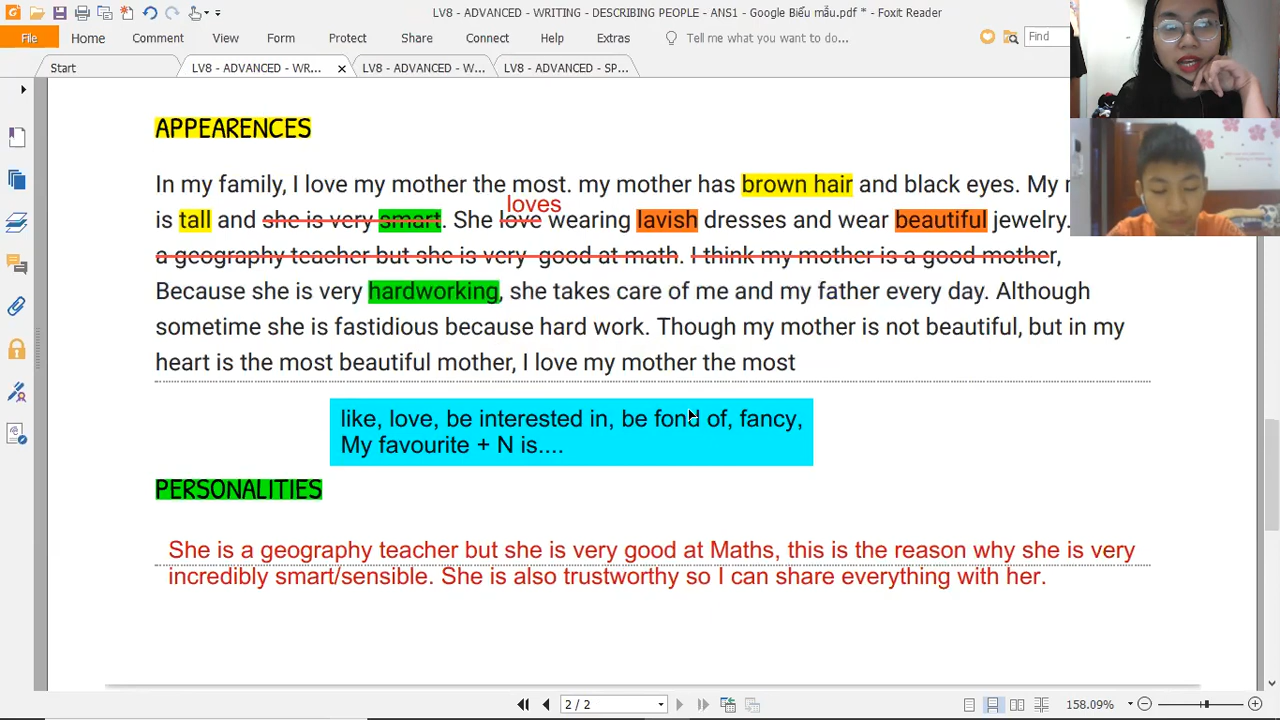 LV8 - ADVANCED - WRITING - DESCRIBING PEOPLE - ANS1 - Google Biểu mẫu.pdf * - Foxit Reader
File Home Comment View Form Protect Share Connect Help Extras Tell me what you want to do... Find
Start LV8 - ADVANCED - WR... LV8 - ADVANCED - W... LV8 - ADVANCED - SP...
APPEARENCES
In my family, I love my mother the most. my mother has brown hair and black eyes. My
loves
is tall and she is very smart. She love wearing lavish dresses and wear beautiful jewelry.
a geography teacher but she is very good at math. I think my mother is a good mother,
Because she is very hardworking, she takes care of me and my father every day. Although
sometime she is fastidious because hard work. Though my mother is not beautiful, but in my
heart is the most beautiful mother, I love my mother the most
like, love, be interested in, be fond of, fancy,
My favourite + N is....
PERSONALITIES
She is a geography teacher but she is very good at Maths, this is the reason why she is very
incredibly smart/sensible. She is also trustworthy so I can share everything with her.
2 / 2 158.09%